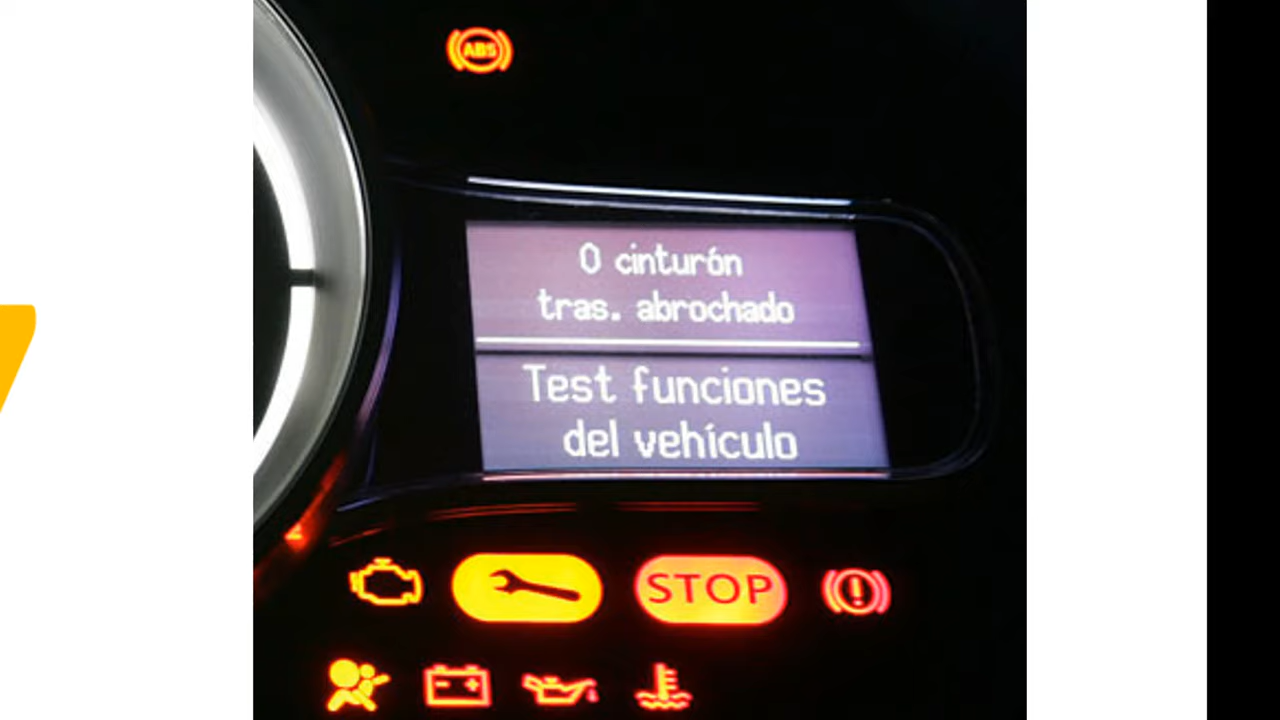 ABS
0 cinturón
tras. abrochado
Test funciones
del vehículo
STOP